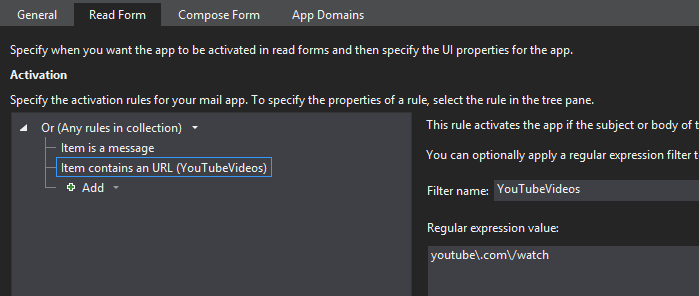 General Read Form Compose Form App Domains
Specify when you want the app to be activated in read forms and then specify the UI properties for the app.
Activation
Specify the activation rules for your mail app. To specify the properties of a rule, select the rule in the tree pane.
Or (Any rules in collection)
Item is a message
Item contains an URL (YouTubeVideos)
Add
This rule activates the app if the subject or body of t
You can optionally apply a regular expression filter t
Filter name: YouTubeVideos
Regular expression value:
youtube\.com\/watch